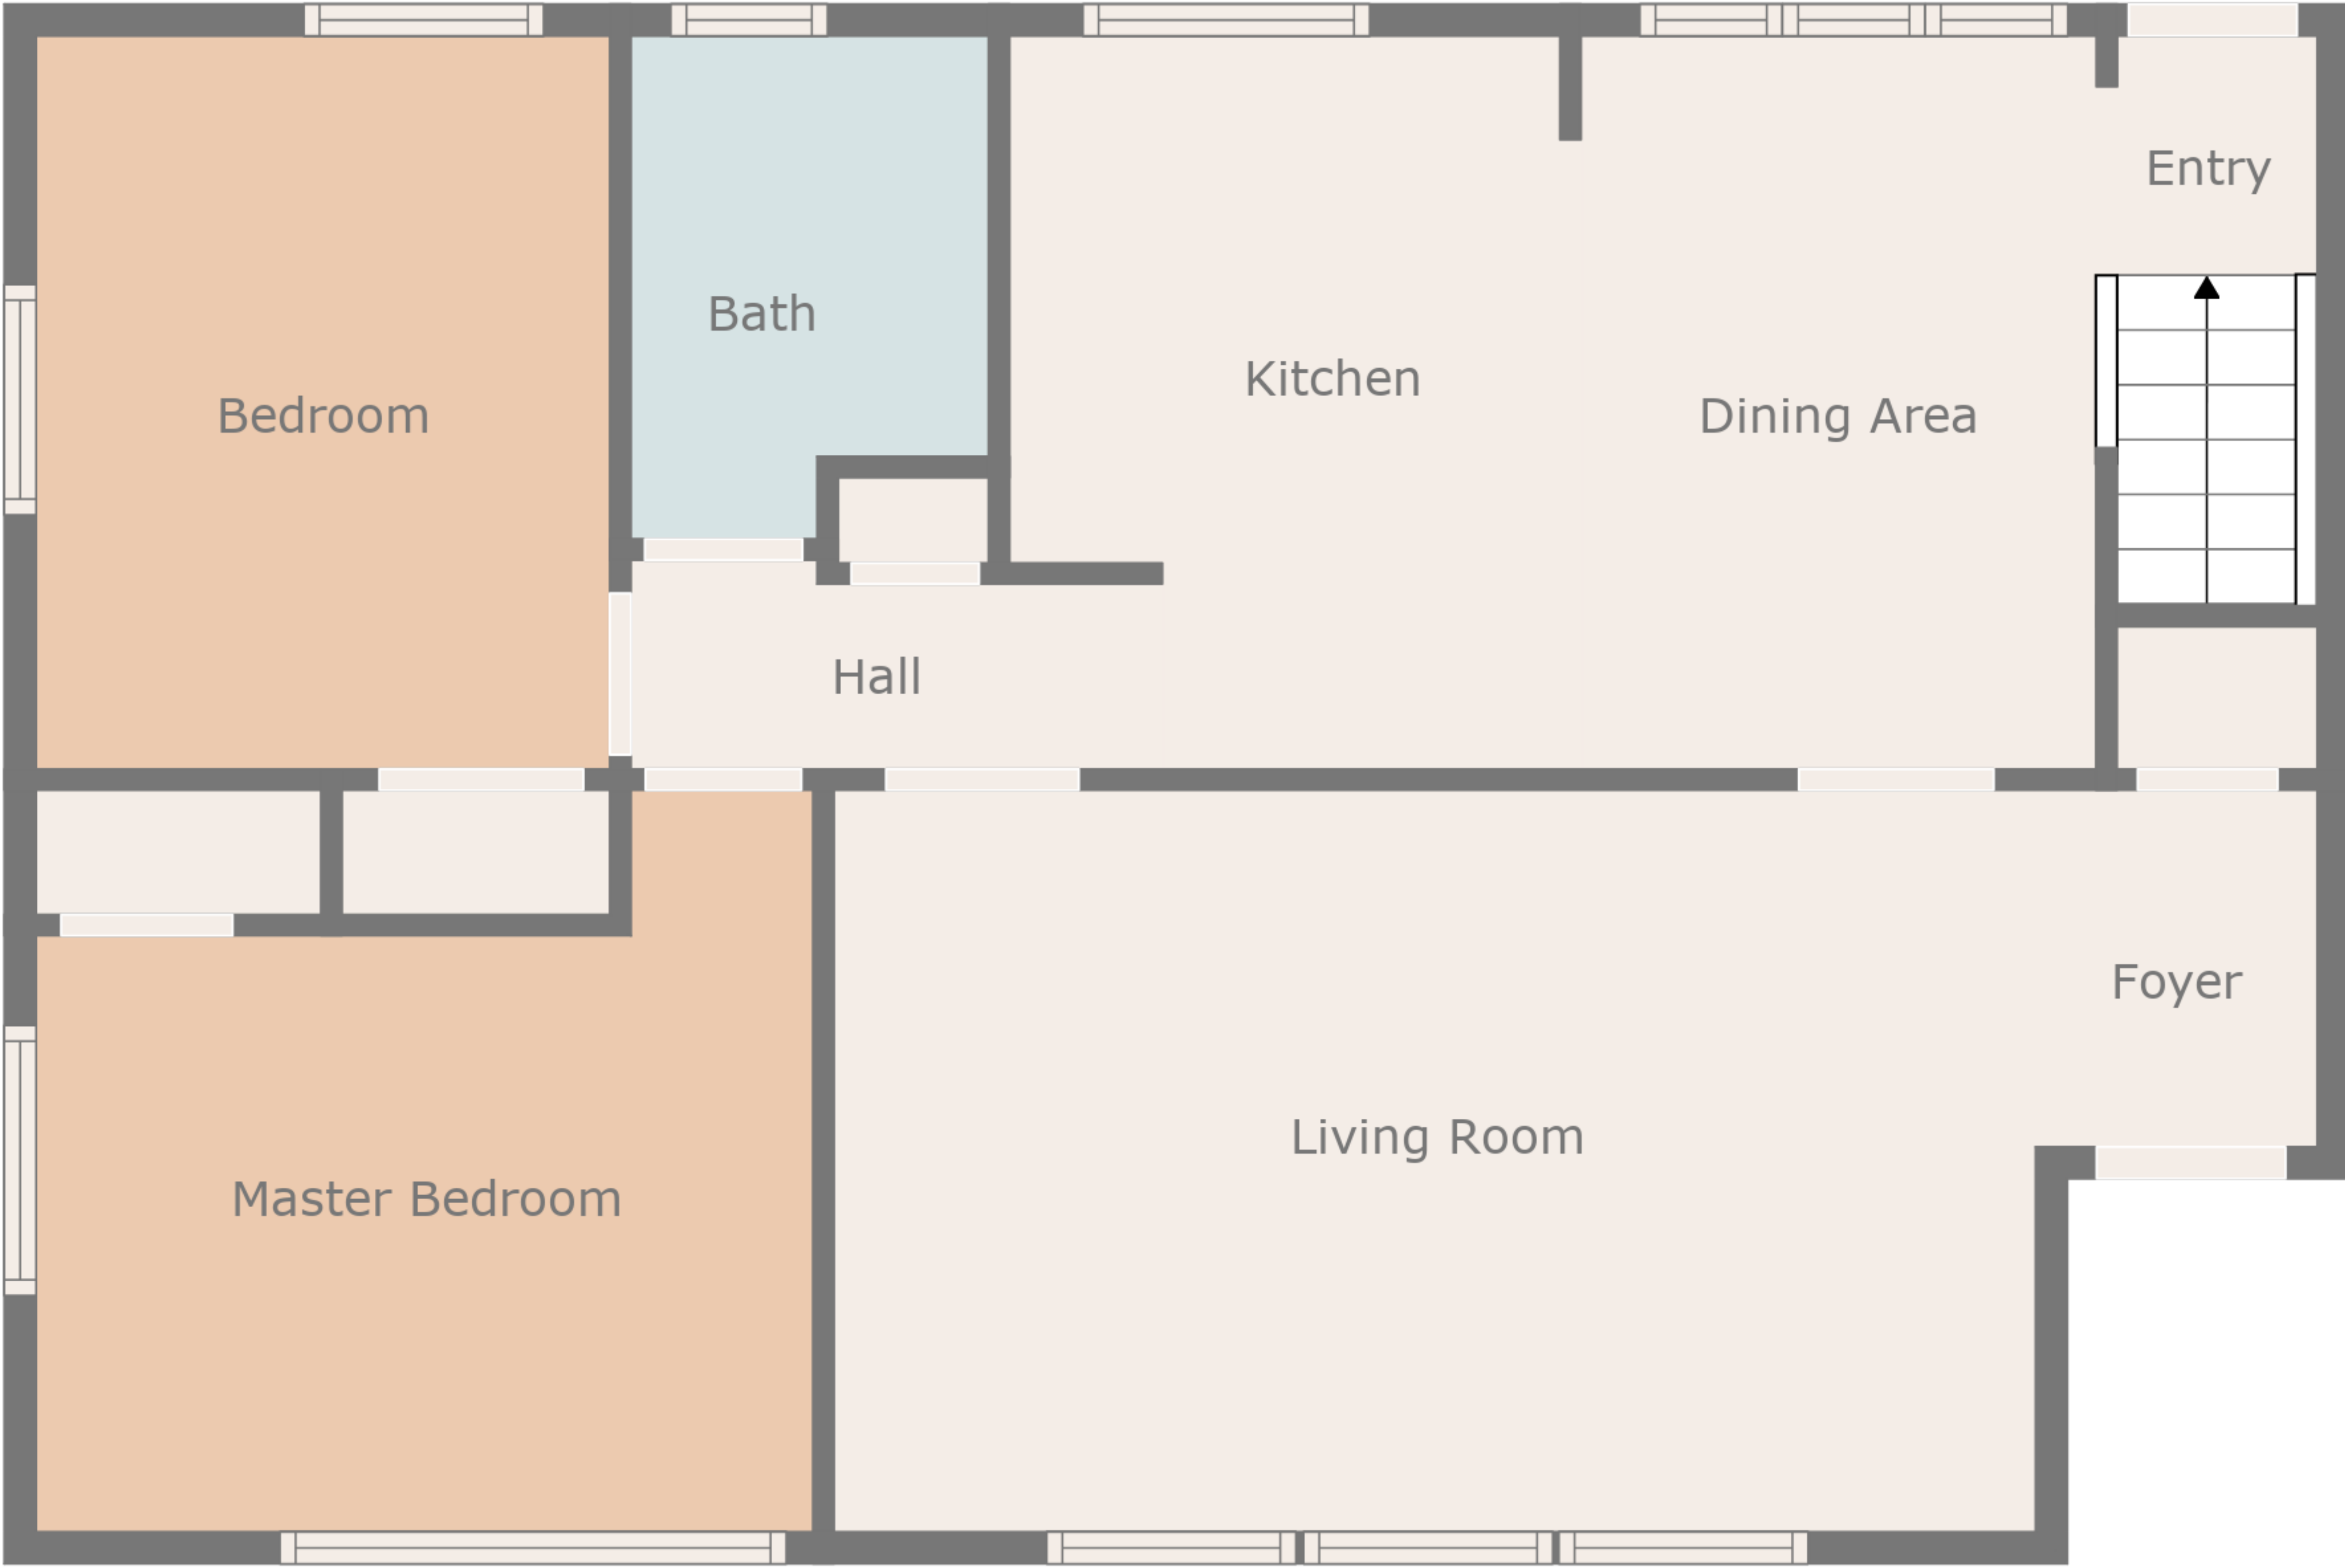 Entry
Bath
Kitchen
Bedroom
Dining Area
Hall
Foyer
Living Room
Master Bedroom